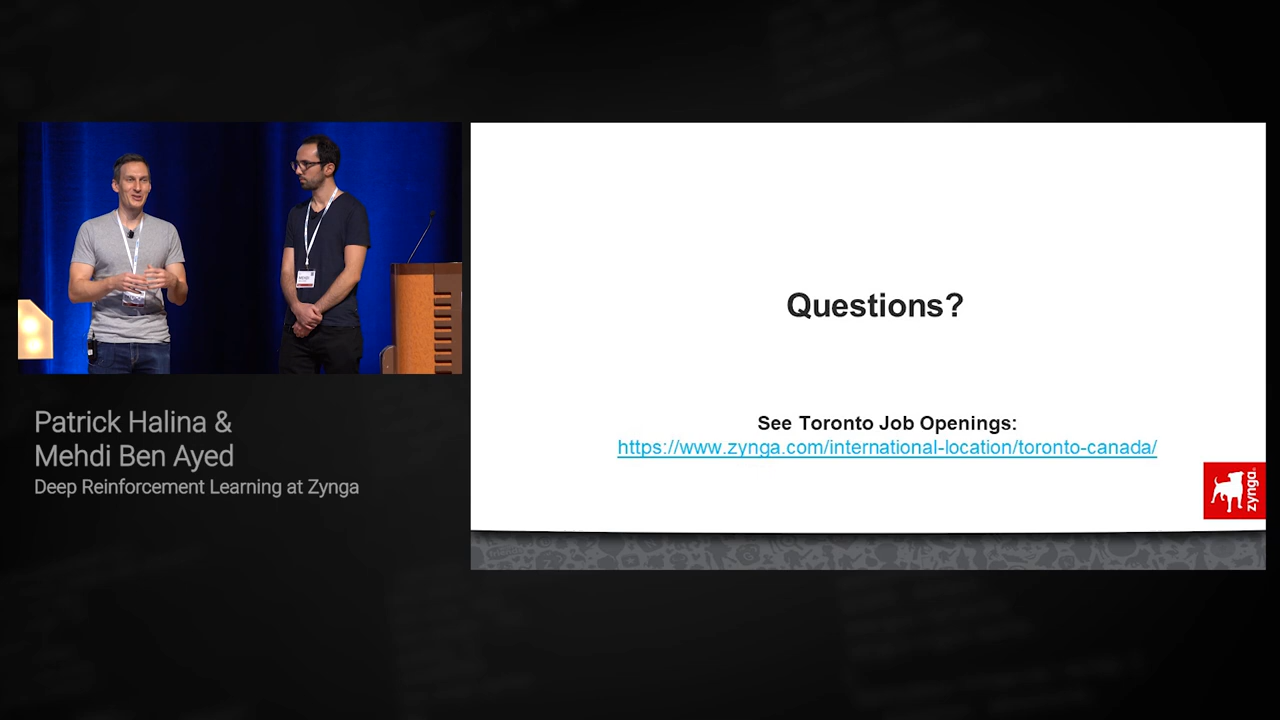 Patrick Halina &
Mehdi Ben Ayed
Deep Reinforcement Learning at Zynga
Questions?
See Toronto Job Openings:
https://www.zynga.com/international-location/toronto-canada/
zynga